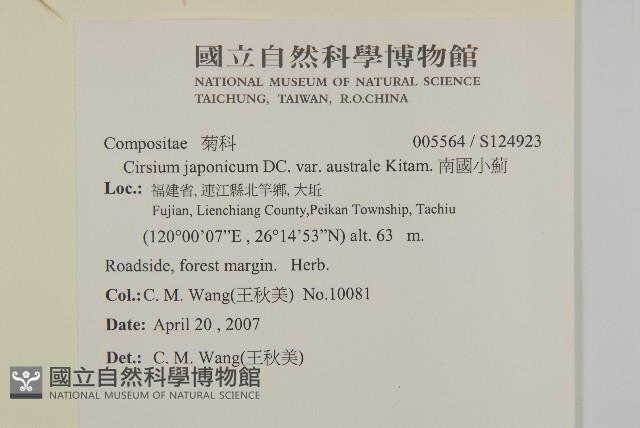 國立自然科學博物館
NATIONAL MUSEUM OF NATURAL SCIENCE
TAICHUNG, TAIWAN, R.O.CHINA
Compositae 菊科 005564 / S124923
Cirsium japonicum DC. var. australe Kitam. 南國小薊
Loc.: 福建省, 連江縣北竿鄉, 大坵
Fujian, Lienchiang County,Peikan Township, Tachiu
(120°00'07”E , 26°14'53”N) alt. 63 m.
Roadside, forest margin. Herb.
Col.: C. M. Wang(王秋美) No.10081
Date: April 20 , 2007
Det.: C. M. Wang(王秋美)
國立自然科學博物館
NATIONAL MUSEUM OF NATURAL SCIENCE